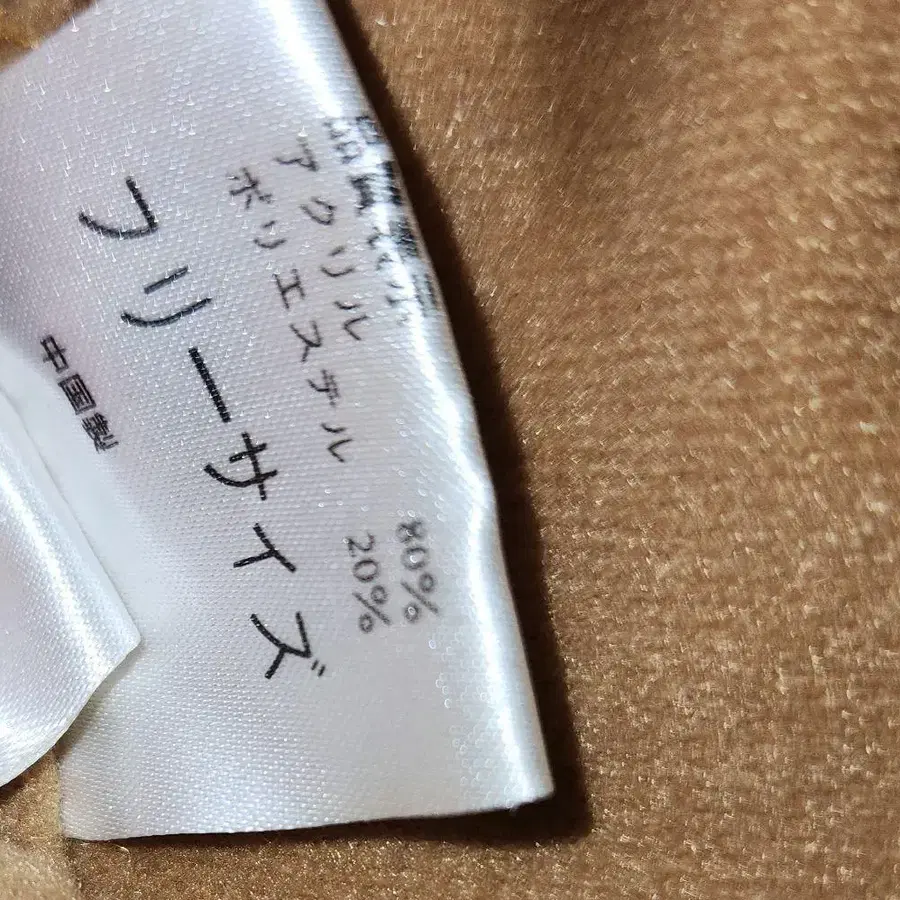 アクリル 80%
ポリエステル 20%
フリーサイズ
中国製